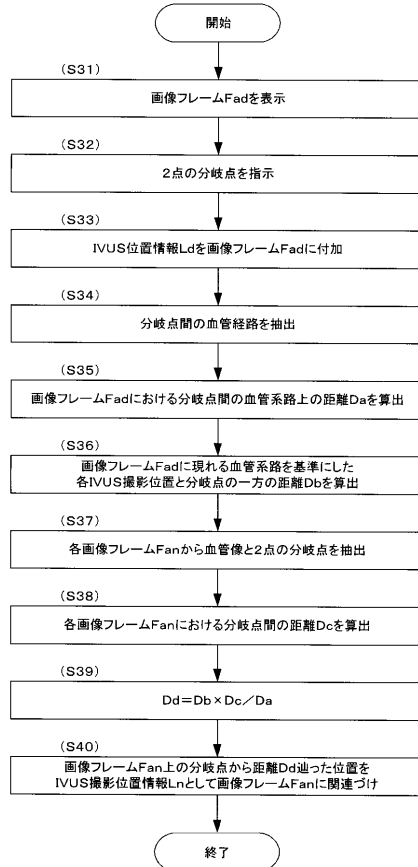 開始
(S31)
画像フレームFadを表示
(S32)
2点の分岐点を指示
(S33)
IVUS位置情報Ldを画像フレームFadに付加
(S34)
分岐点間の血管経路を抽出
(S35)
画像フレームFadにおける分岐点間の血管系路上の距離Daを算出
(S36)
画像フレームFadに現れる血管系路を基準にした
各IVUS撮影位置と分岐点の一方の距離Dbを算出
(S37)
各画像フレームFanから血管像と2点の分岐点を抽出
(S38)
各画像フレームFanにおける分岐点間の距離Dcを算出
(S39)
Dd=Db×Dc/Da
(S40)
画像フレームFan上の分岐点から距離Dd辿った位置を
IVUS撮影位置情報Lnとして画像フレームFanに関連づけ
終了